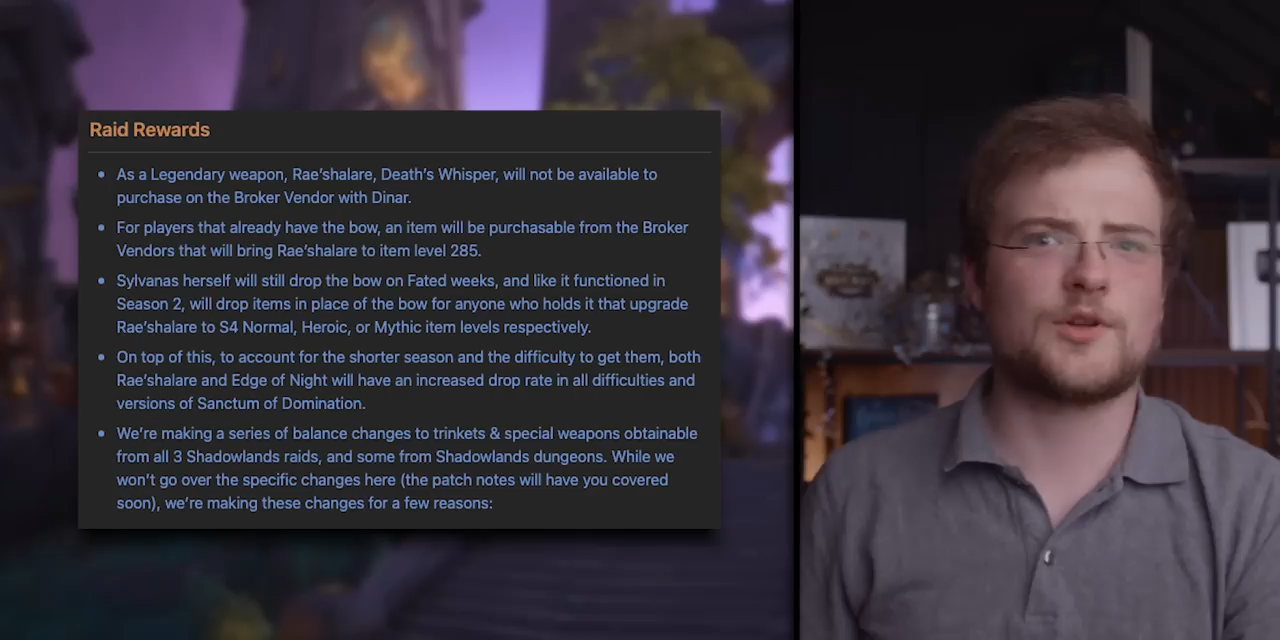 Raid Rewards
As a Legendary weapon, Rae'shalare, Death's Whisper, will not be available to
purchase on the Broker Vendor with Dinar.
For players that already have the bow, an item will be purchasable from the Broker
Vendors that will bring Rae'shalare to item level 285.
Sylvanas herself will still drop the bow on Fated weeks, and like it functioned in
Season 2, will drop items in place of the bow for anyone who holds it that upgrade
Rae'shalare to S4 Normal, Heroic, or Mythic item levels respectively.
On top of this, to account for the shorter season and the difficulty to get them, both
Rae'shalare and Edge of Night will have an increased drop rate in all difficulties and
versions of Sanctum of Domination.
We're making a series of balance changes to trinkets & special weapons obtainable
from all 3 Shadowlands raids, and some from Shadowlands dungeons. While we
won't go over the specific changes here (the patch notes will have you covered
soon), we're making these changes for a few reasons: